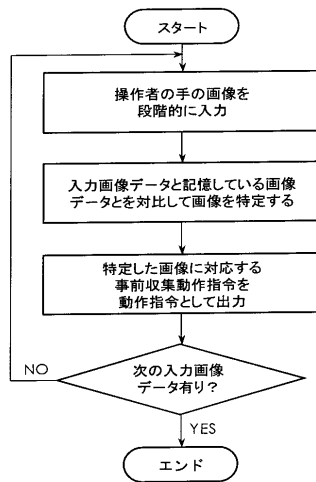 スタート
操作者の手の画像を
段階的に入力
入力画像データと記憶している画像
データとを対比して画像を特定する
特定した画像に対応する
事前収集動作指令を
動作指令として出力
次の入力画像
データ有り?
NO
YES
エンド